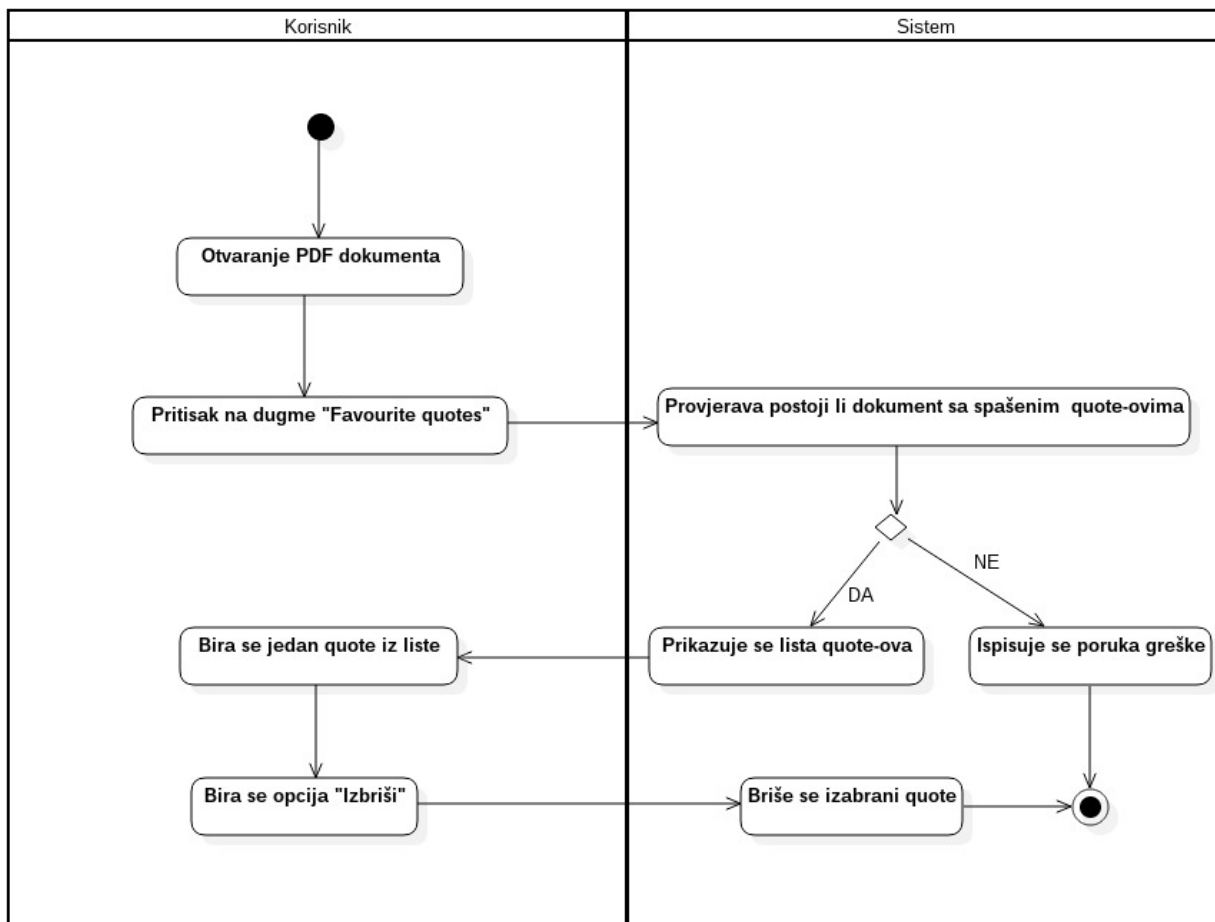 Korisnik
Sistem
Otvaranje PDF dokumenta
Pritisak na dugme "Favourite quotes"
Provjerava postoji li dokument sa spašenim  quote-ovima
DA
NE
Bira se jedan quote iz liste
Prikazuje se lista quote-ova
Ispisuje se poruka greške
Bira se opcija "Izbriši"
Briše se izabrani quote